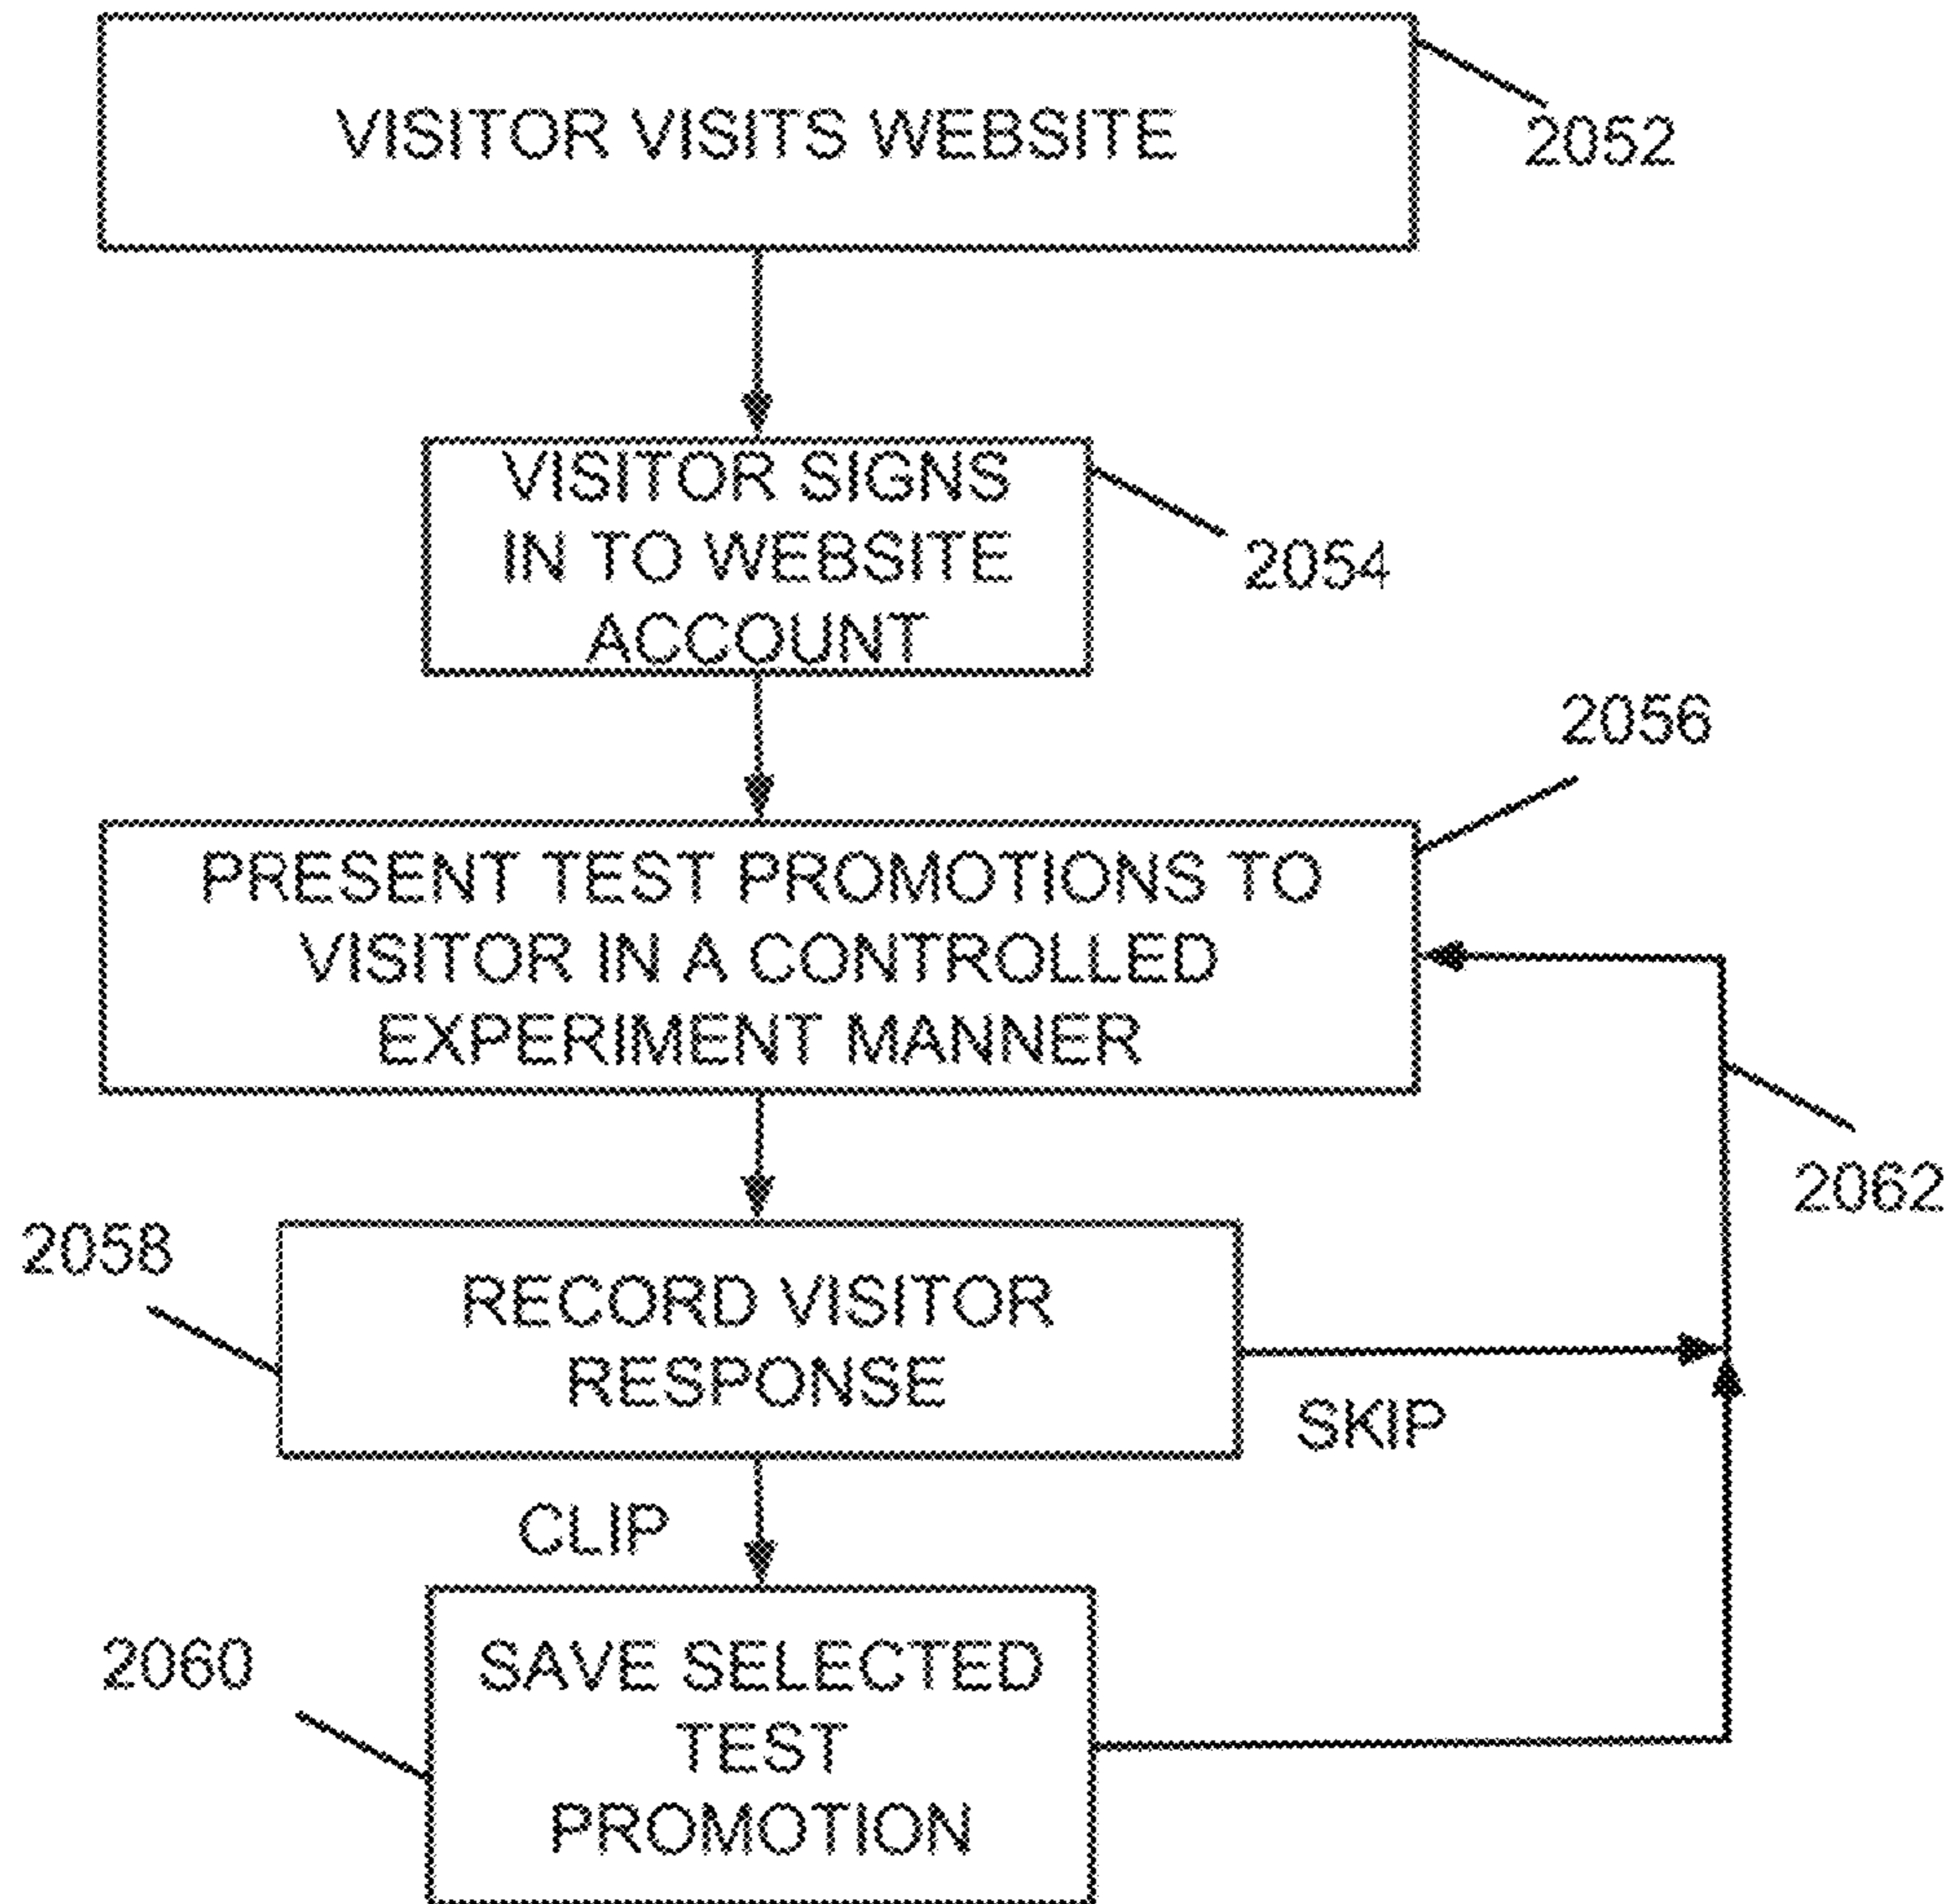 VISITOR VISITS WEBSITE
2052
VISITOR SIGNS
IN TO WEBSITE
ACCOUNT
2054
2056
PRESENT TEST PROMOTIONS TO
VISITOR IN A CONTROLLED
EXPERIMENT MANNER
2062
2058
RECORD VISITOR
RESPONSE
SKIP
CLIP
2060
SAVE SELECTED
TEST
PROMOTION